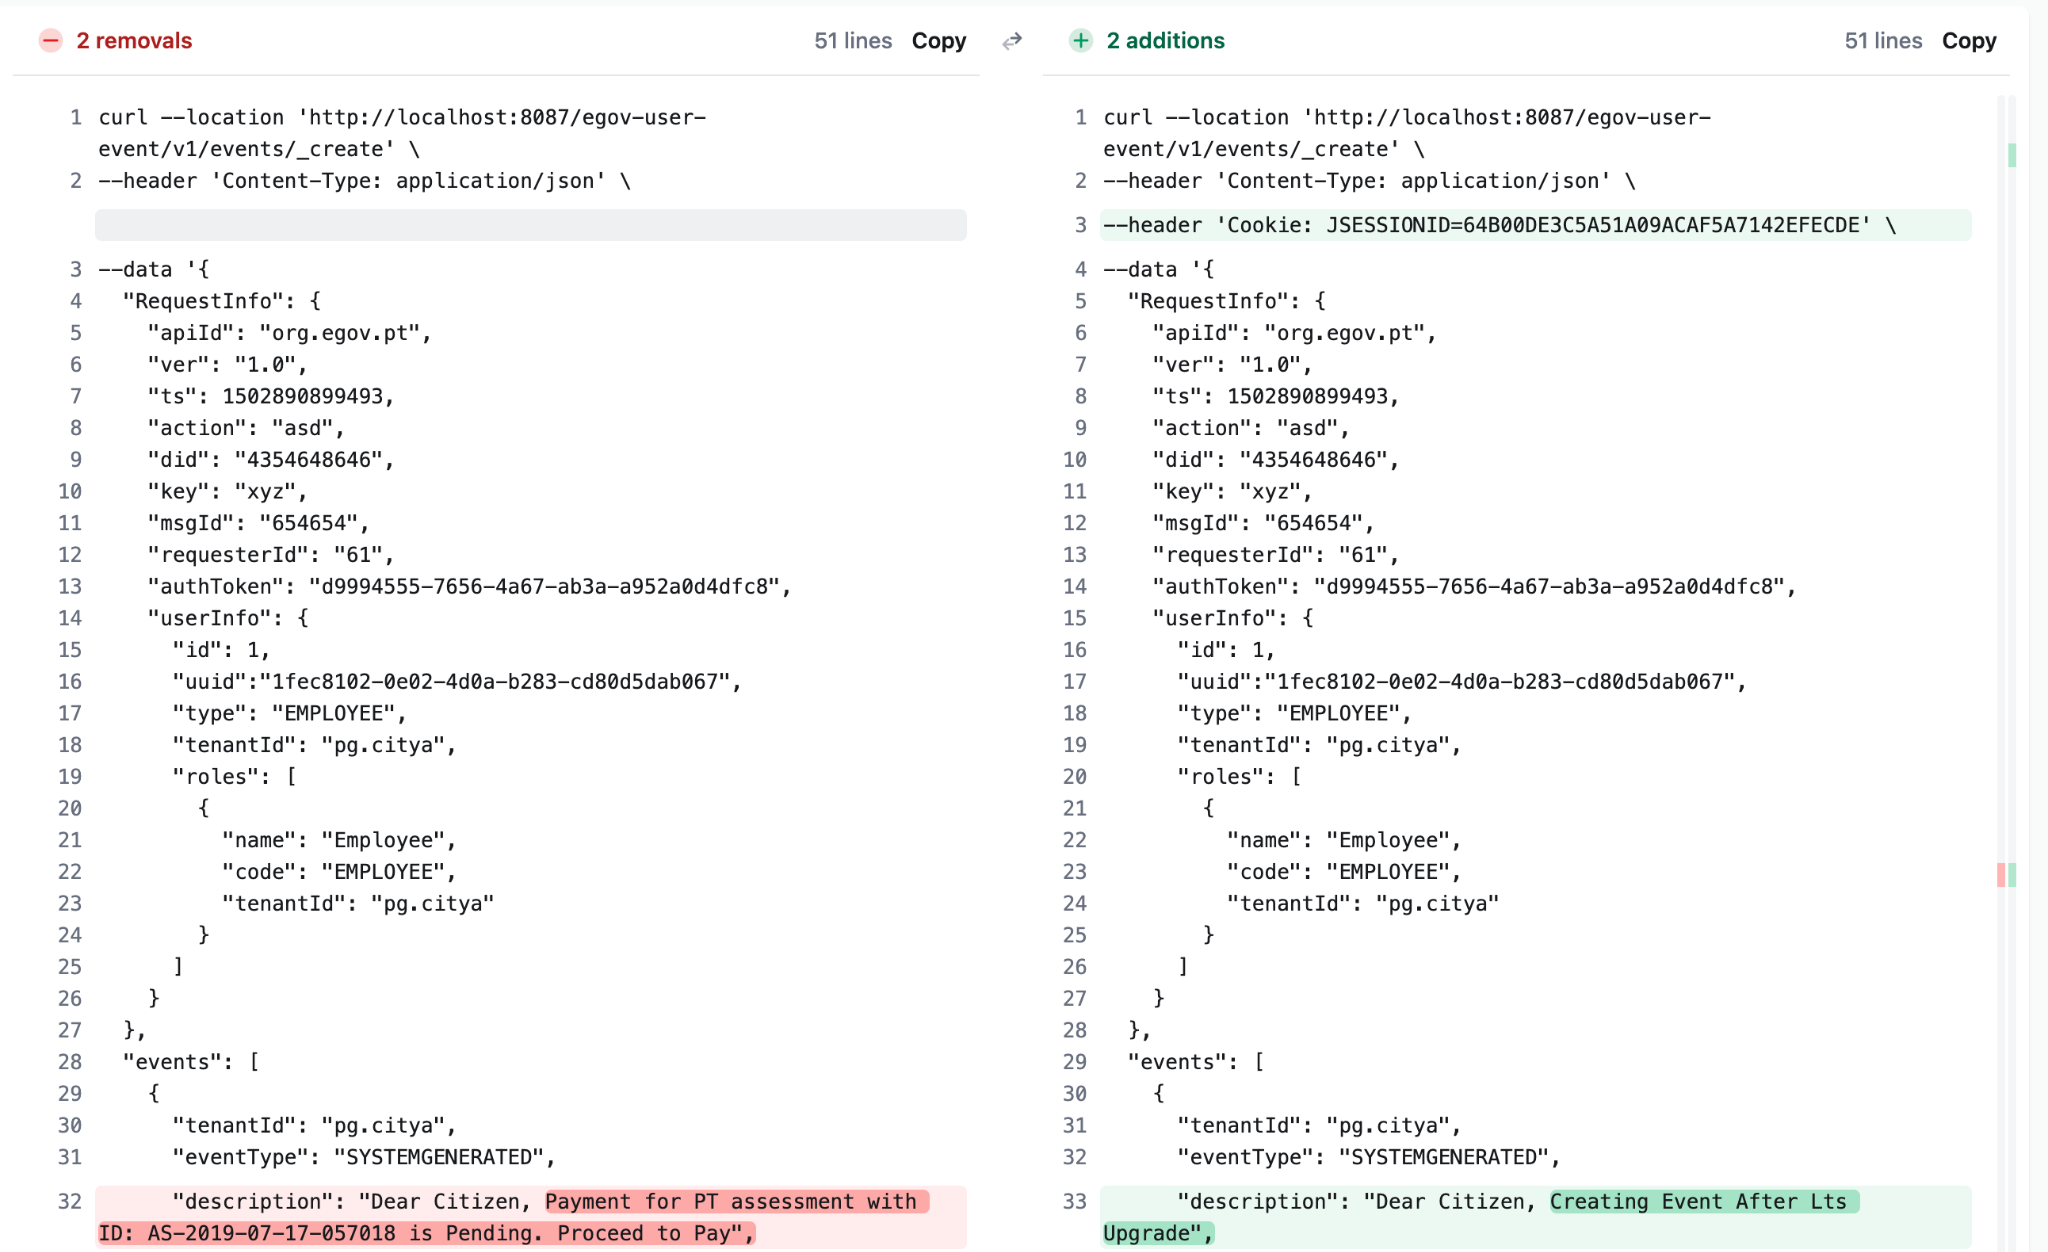 2 removals
51 lines Copy
1 curl --location 'http://localhost:8087/egov-user-
event/v1/events/_create' \
2 --header 'Content-Type: application/json' \
3 --data '{
4 "RequestInfo": {
5 "apiId": "org.egov.pt",
6 "ver": "1.0",
7 "ts": 1502890899493,
8 "action": "asd",
9 "did": "4354648646",
10 "key": "xyz",
11 "msgId": "654654",
12 "requesterId": "61",
13 "authToken": "d9994555-7656-4a67-ab3a-a952a0d4dfc8",
14 "userInfo": {
15 "id": 1,
16 "uuid":"1fec8102-0e02-4d0a-b283-cd80d5dab067",
17 "type": "EMPLOYEE",
18 "tenantId": "pg.citya",
19 "roles": [
20 {
21 "name": "Employee",
22 "code": "EMPLOYEE",
23 "tenantId": "pg.citya"
24 }
25 ]
26 }
27 },
28 "events": [
29 {
30 "tenantId": "pg.citya",
31 "eventType": "SYSTEMGENERATED",
32 "description": "Dear Citizen, Payment for PT assessment with
ID: AS-2019-07-17-057018 is Pending. Proceed to Pay",
2 additions
51 lines Copy
1 curl --location 'http://localhost:8087/egov-user-
event/v1/events/_create' \
2 --header 'Content-Type: application/json' \
3 --header 'Cookie: JSESSIONID=64B00DE3C5A51A09ACAF5A7142EFECDE' \
4 --data '{
5 "RequestInfo": {
6 "apiId": "org.egov.pt",
7 "ver": "1.0",
8 "ts": 1502890899493,
9 "action": "asd",
10 "did": "4354648646",
11 "key": "xyz",
12 "msgId": "654654",
13 "requesterId": "61",
14 "authToken": "d9994555-7656-4a67-ab3a-a952a0d4dfc8",
15 "userInfo": {
16 "id": 1,
17 "uuid":"1fec8102-0e02-4d0a-b283-cd80d5dab067",
18 "type": "EMPLOYEE",
19 "tenantId": "pg.citya",
20 "roles": [
21 {
22 "name": "Employee",
23 "code": "EMPLOYEE",
24 "tenantId": "pg.citya"
25 }
26 ]
27 }
28 },
29 "events": [
30 {
31 "tenantId": "pg.citya",
32 "eventType": "SYSTEMGENERATED",
33 "description": "Dear Citizen, Creating Event After Lts
Upgrade",